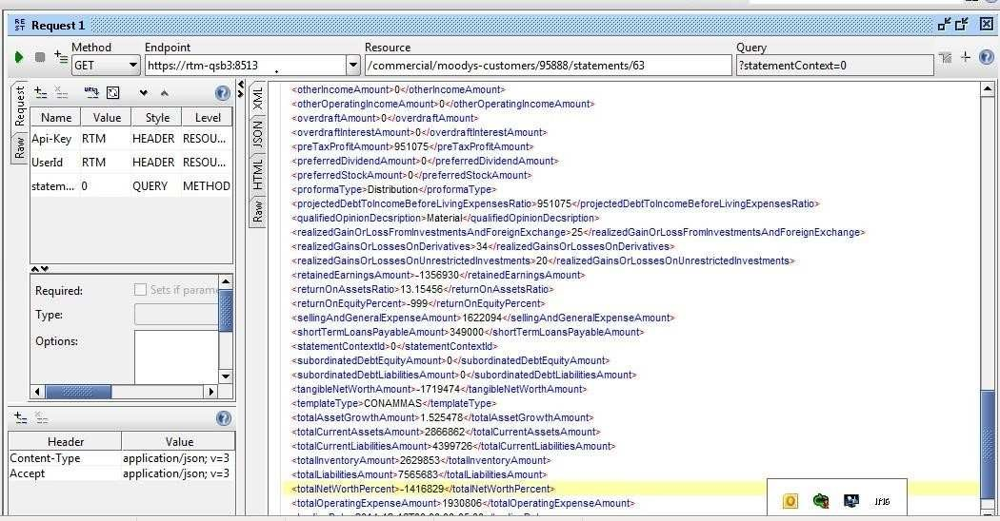 RE
ST
Request 1
Method
Endpoint
Resource
Query
GET
https://rtm-qsb3:8513
/commercial/moodys-customers/95888/statements/63
?statementContext=0
Request
Raw
Name Value Style Level
Api-Key RTM HEADER RESOU...
UserId RTM HEADER RESOU...
statem... 0 QUERY METHOD
Required:
Sets if parame
Type:
Options:
Header Value
Content-Type application/json; v=3
Accept application/json; v=3
XML
JSON
HTML
Raw
<otherIncomeAmount>0</otherIncomeAmount>
<otherOperatingIncomeAmount>0</otherOperatingIncomeAmount>
<overdraftAmount>0</overdraftAmount>
<overdraftInterestAmount>0</overdraftInterestAmount>
<preTaxProfitAmount>951075</preTaxProfitAmount>
<preferredDividendAmount>0</preferredDividendAmount>
<preferredStockAmount>0</preferredStockAmount>
<proformaType>Distribution</proformaType>
<projectedDebtToIncomeBeforeLivingExpensesRatio>951075</projectedDebtToIncomeBeforeLivingExpensesRatio>
<qualifiedOpinionDecsription>Material</qualifiedOpinionDecsription>
<realizedGainOrLossFromInvestmentsAndForeignExchange>25</realizedGainOrLossFromInvestmentsAndForeignExchange>
<realizedGainsOrLossesOnDerivatives>34</realizedGainsOrLossesOnDerivatives>
<realizedGainsOrLossesOnUnrestrictedInvestments>20</realizedGainsOrLossesOnUnrestrictedInvestments>
<retainedEarningsAmount>-1356930</retainedEarningsAmount>
<returnOnAssetsRatio>13.15456</returnOnAssetsRatio>
<returnOnEquityPercent>-999</returnOnEquityPercent>
<sellingAndGeneralExpenseAmount>1622094</sellingAndGeneralExpenseAmount>
<shortTermLoansPayableAmount>349000</shortTermLoansPayableAmount>
<statementContextId>0</statementContextId>
<subordinatedDebtEquityAmount>0</subordinatedDebtEquityAmount>
<subordinatedDebtLiabilitiesAmount>0</subordinatedDebtLiabilitiesAmount>
<tangibleNetWorthAmount>-1719474</tangibleNetWorthAmount>
<templateType>CONAMMAS</templateType>
<totalAssetGrowthAmount>1.525478</totalAssetGrowthAmount>
<totalCurrentAssetsAmount>2866862</totalCurrentAssetsAmount>
<totalCurrentLiabilitiesAmount>4399726</totalCurrentLiabilitiesAmount>
<totalInventoryAmount>2629853</totalInventoryAmount>
<totalLiabilitiesAmount>7565683</totalLiabilitiesAmount>
<totalNetWorthPercent>-1416829</totalNetWorthPercent>
<totalOperatingExpenseAmount>1930806</totalOperatingExpenseAmount>